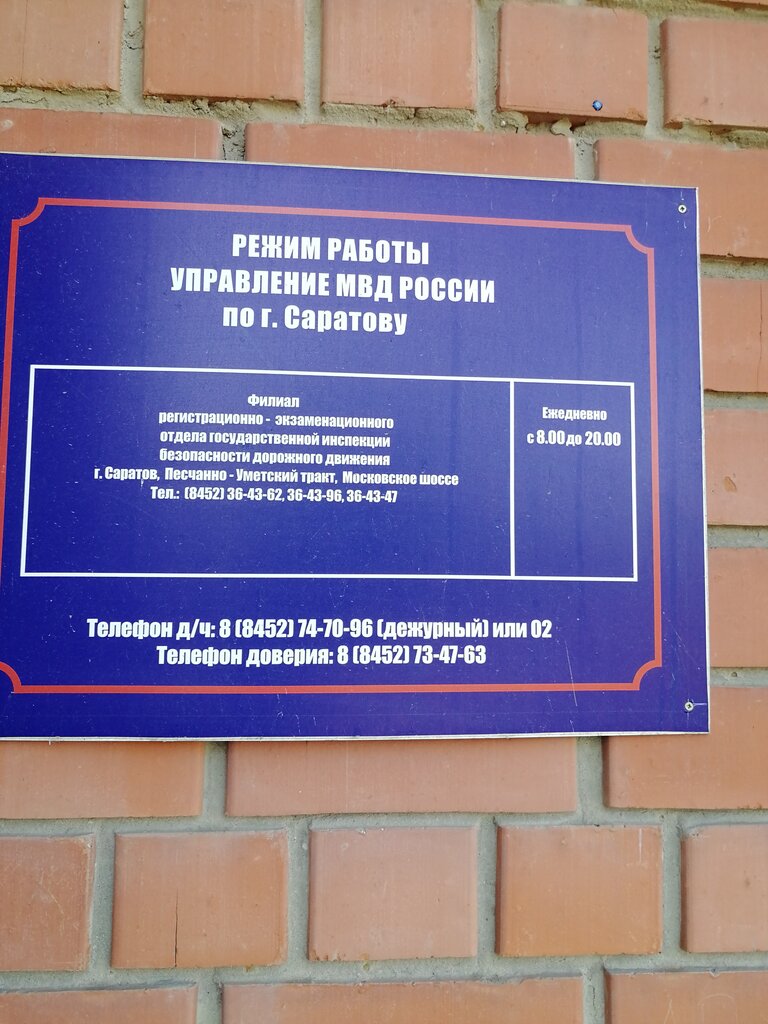 РЕЖИМ РАБОТЫ
УПРАВЛЕНИЕ МВД РОССИИ
по г. Саратову
Филиал
регистрационно - экзаменационного
отдела государственной инспекции
безопасности дорожного движения
г. Саратов, Песчанно - Уметский тракт, Московское шоссе
Тел.: (8452) 36-43-62, 36-43-96, 36-43-47
Ежедневно
с 8.00 до 20.00
Телефон д/ч: 8 (8452) 74-70-96 (дежурный) или 02
Телефон доверия: 8 (8452) 73-47-63